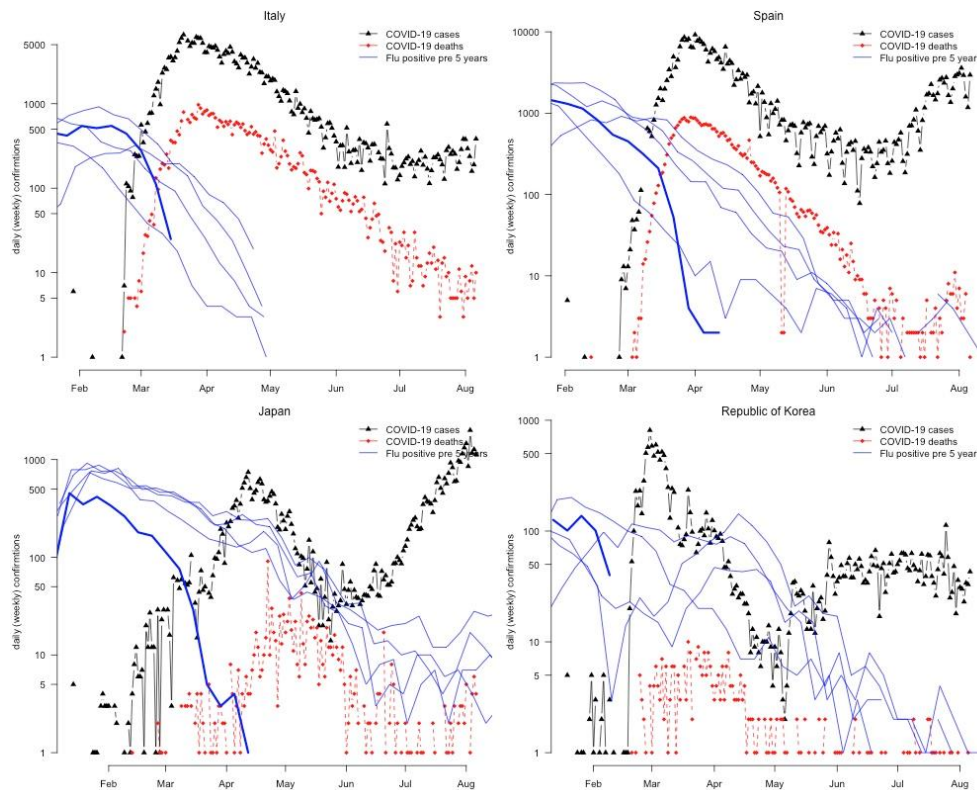 Italy
COVID-19 cases
COVID-19 deaths
Flu positive pre 5 years
daily (weekly) confirmtions
5000
1000
500
100
50
10
5
1
Feb Mar Apr May Jun Jul Aug
Spain
COVID-19 cases
COVID-19 deaths
Flu positive pre 5 years
daily (weekly) confirmtions
10000
1000
100
10
1
Feb Mar Apr May Jun Jul Aug
Japan
COVID-19 cases
COVID-19 deaths
Flu positive pre 5 years
daily (weekly) confirmtions
1000
500
100
50
10
5
1
Feb Mar Apr May Jun Jul Aug
Republic of Korea
COVID-19 cases
COVID-19 deaths
Flu positive pre 5 years
daily (weekly) confirmtions
1000
500
100
50
10
5
1
Feb Mar Apr May Jun Jul Aug